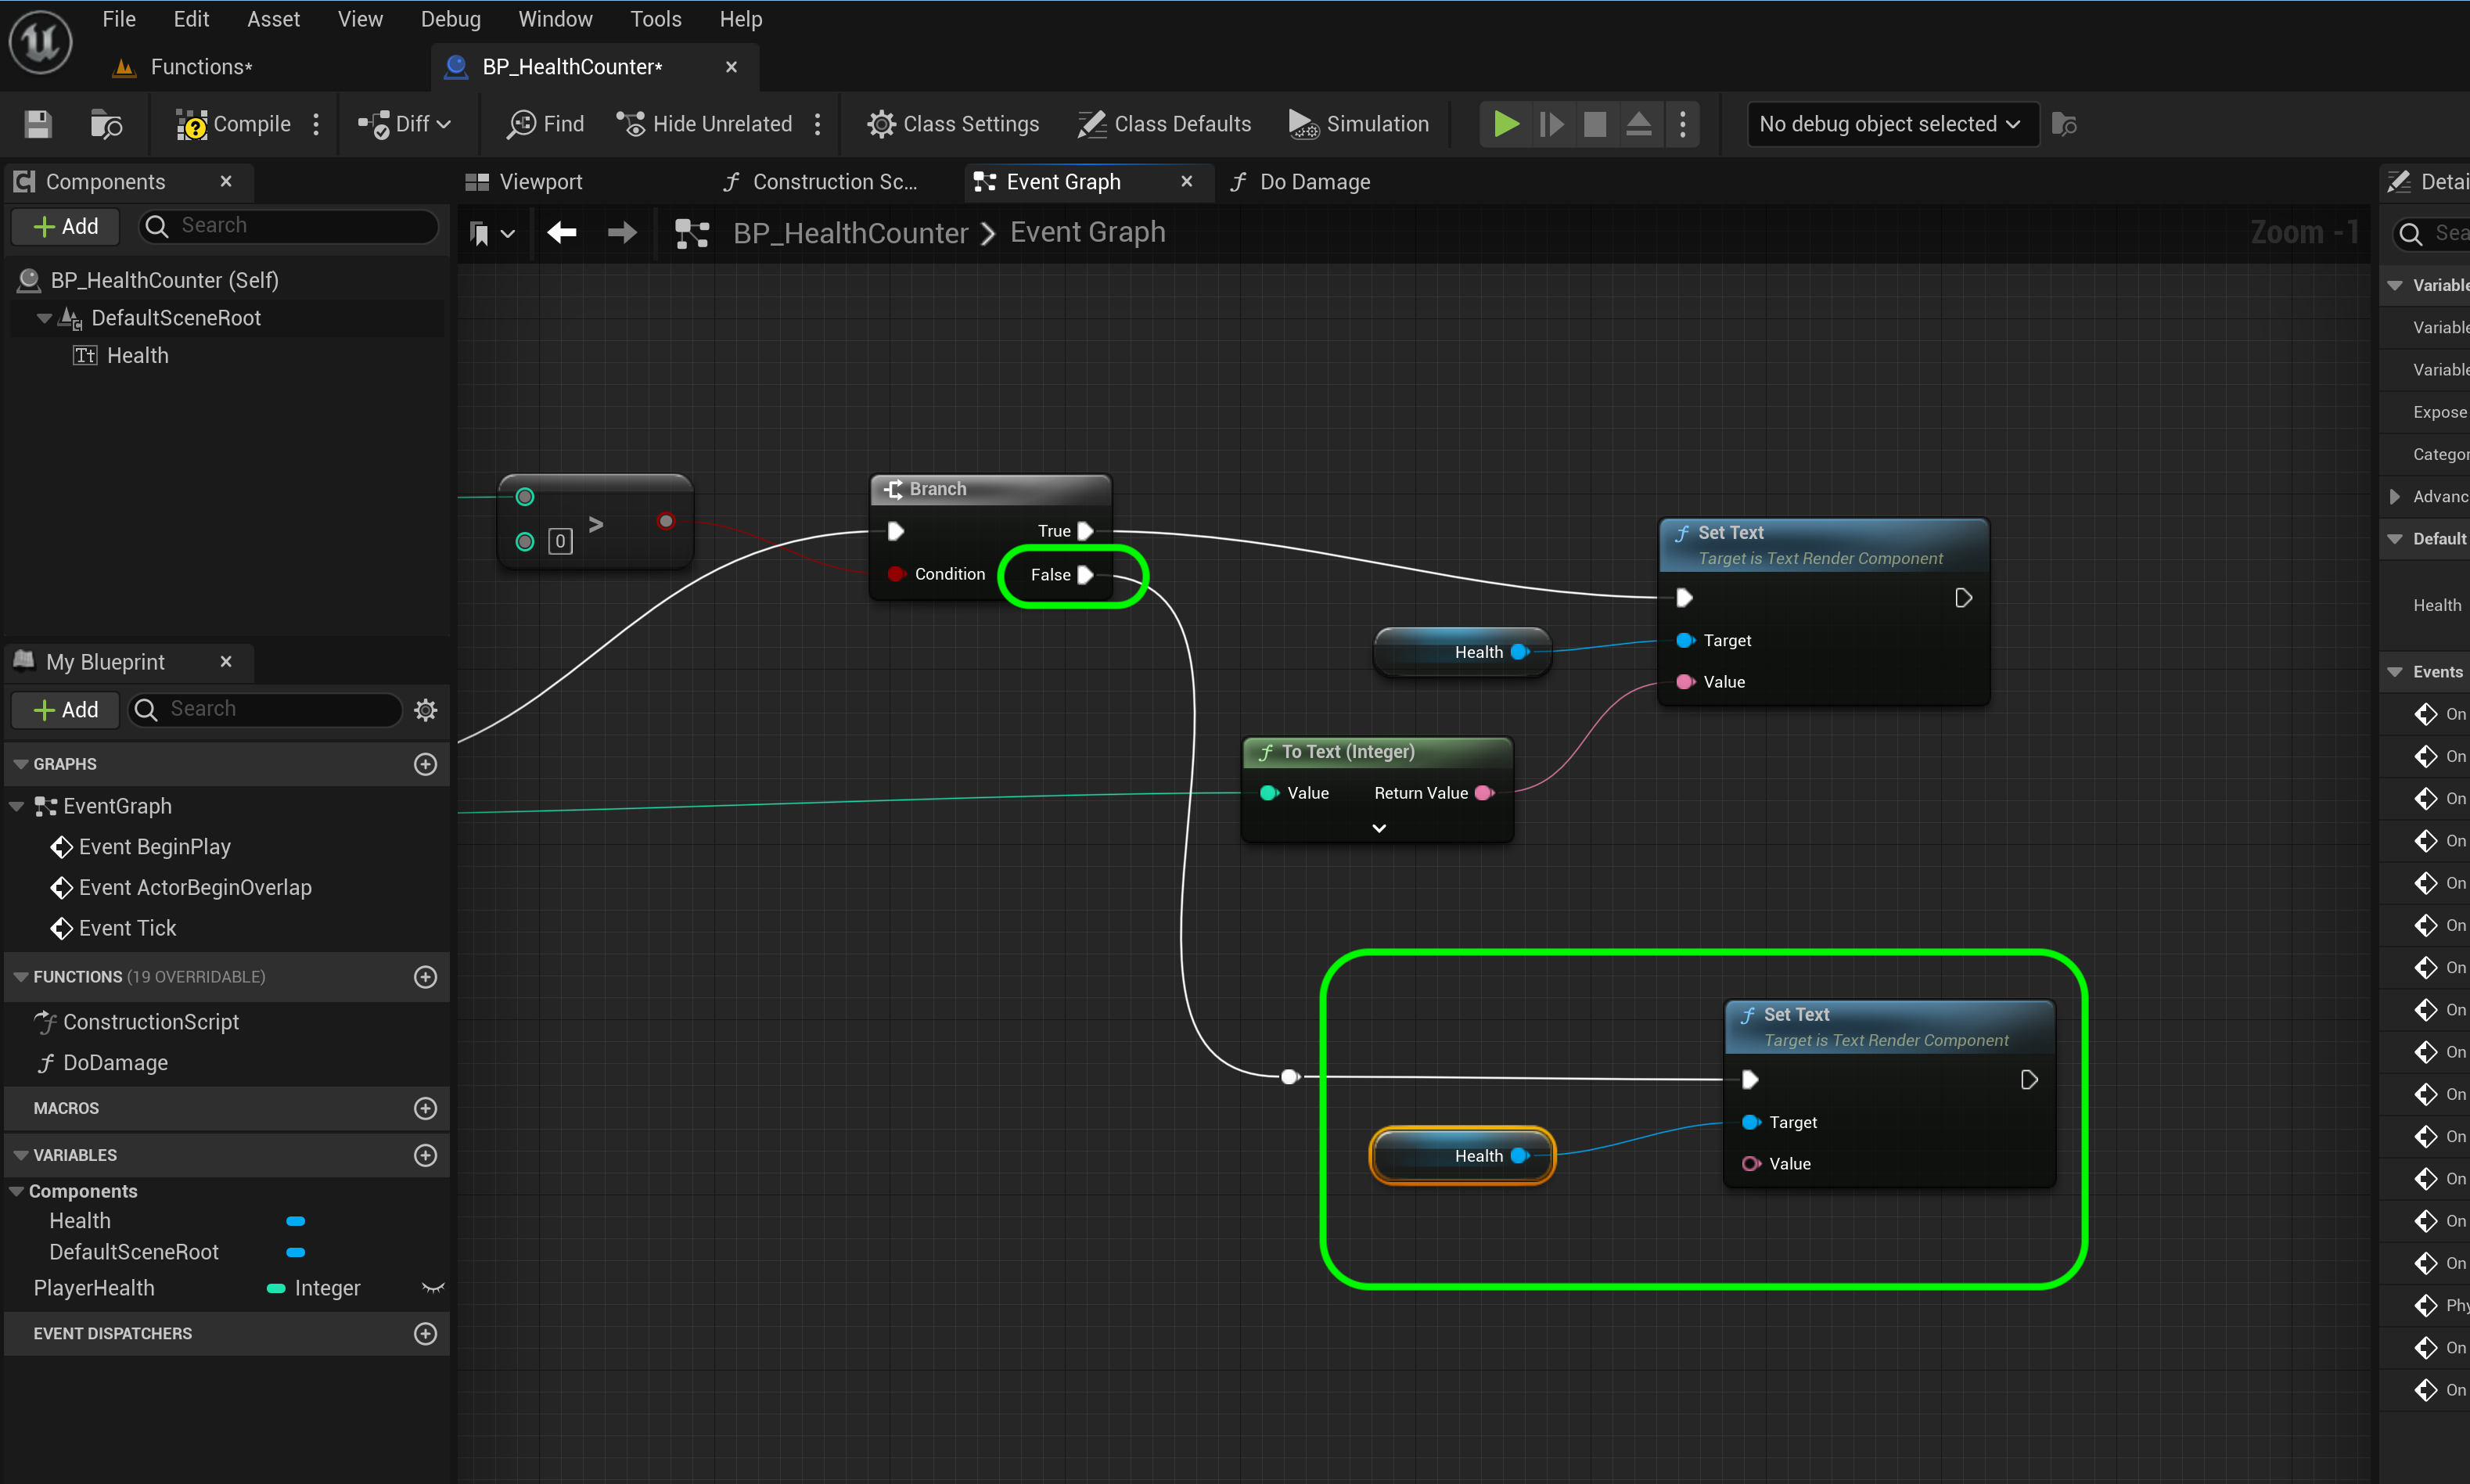 File Edit Asset View Debug Window Tools Help
Functions*
BP_HealthCounter*
Compile
Diff
Find
Hide Unrelated
Class Settings
Class Defaults
Simulation
No debug object selected
Components
Add
Search
BP_HealthCounter (Self)
DefaultSceneRoot
Health
My Blueprint
Add
Search
GRAPHS
EventGraph
Event BeginPlay
Event ActorBeginOverlap
Event Tick
FUNCTIONS (19 OVERRIDABLE)
ConstructionScript
DoDamage
MACROS
VARIABLES
Components
Health
DefaultSceneRoot
PlayerHealth Integer
EVENT DISPATCHERS
Viewport
Construction Sc...
Event Graph
Do Damage
BP_HealthCounter > Event Graph
Zoom -1
0
>
Branch
True
Condition False
Set Text
Target is Text Render Component
Target
Value
Health
To Text (Integer)
Value Return Value
Set Text
Target is Text Render Component
Target
Value
Health
Detai
Sea
Variable
Variable
Variable
Expose
Categor
Advanc
Default
Health
Events
On
On
On
On
On
On
On
On
On
On
On
On
On
On
Phy
On
On